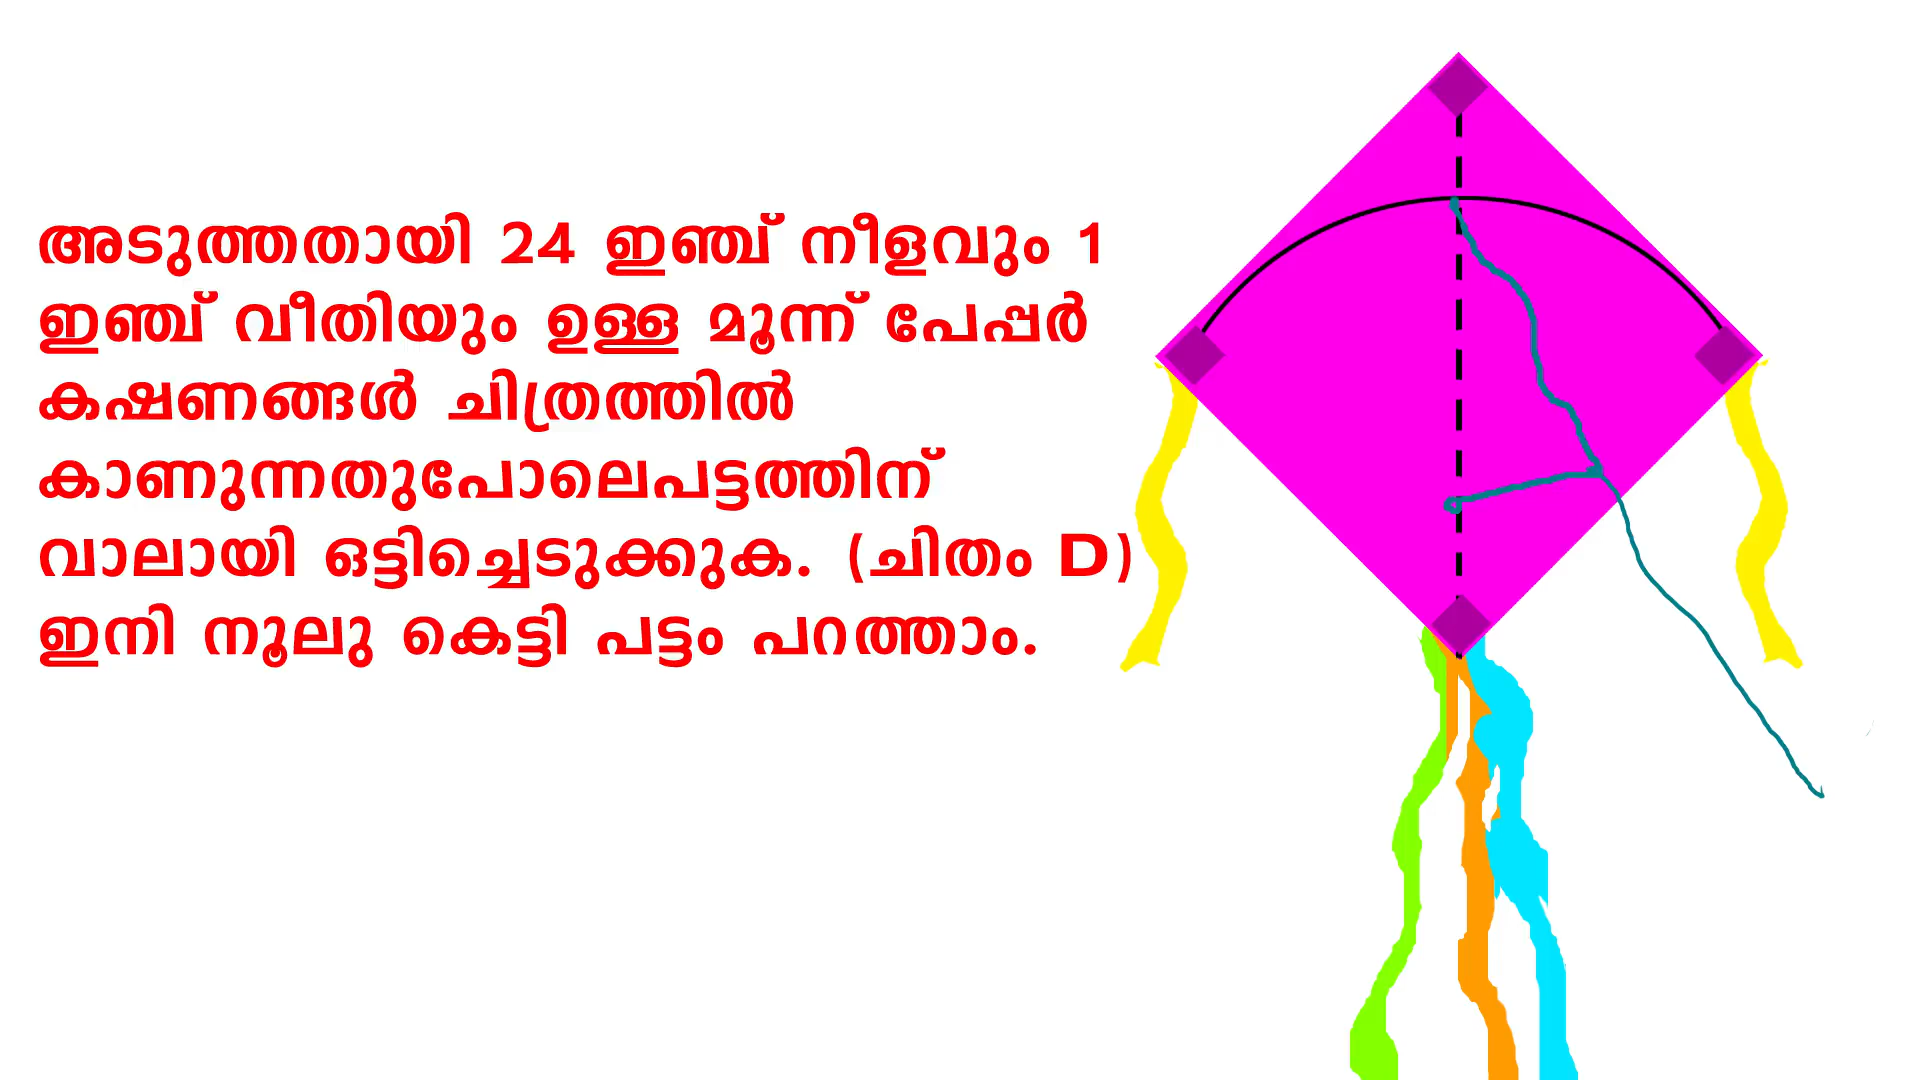 അടുത്തതായി 24 ഇഞ്ച് നീളവും 1
ഇഞ്ച് വീതിയും ഉള്ള മൂന്ന് പേപ്പർ
കഷണങ്ങൾ ചിത്രത്തിൽ
കാണുന്നതുപോലെപട്ടത്തിന്
വാലായി ഒട്ടിച്ചെടുക്കുക. (ചിതം D)
ഇനി നൂലു കെട്ടി പട്ടം പറത്താം.